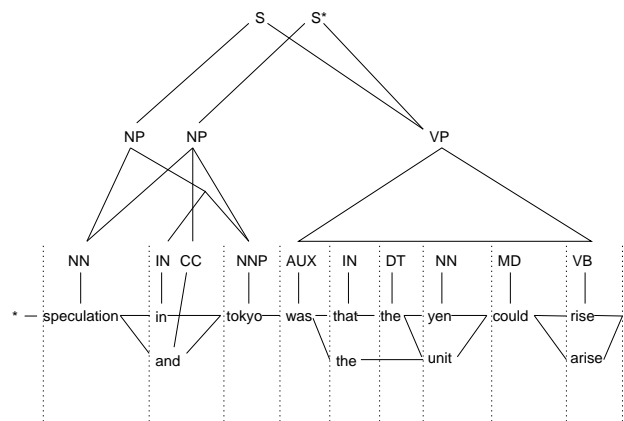 S S*
NP NP VP
NN IN CC NNP AUX IN DT NN MD VB
* speculation in tokyo was that the yen could rise
and the unit arise